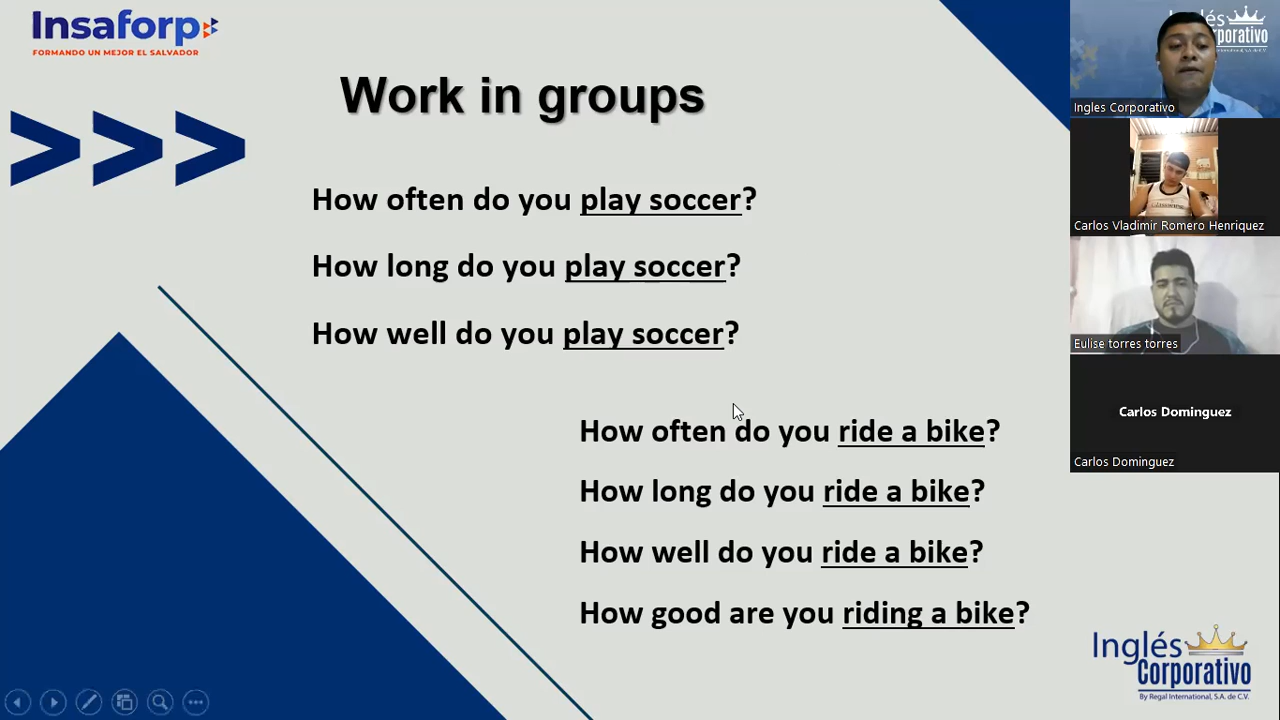 Insaforp
FORMANDO UN MEJOR EL SALVADOR
Work in groups
How often do you play soccer?
How long do you play soccer?
How well do you play soccer?
How often do you ride a bike?
How long do you ride a bike?
How well do you ride a bike?
How good are you riding a bike?
Ingles Corporativo
Carlos Vladimir Romero Henriquez
Eulise torres torres
Carlos Dominguez
Carlos Dominguez
Inglés
Corporativo
By Regal International, S.A. de C.V.